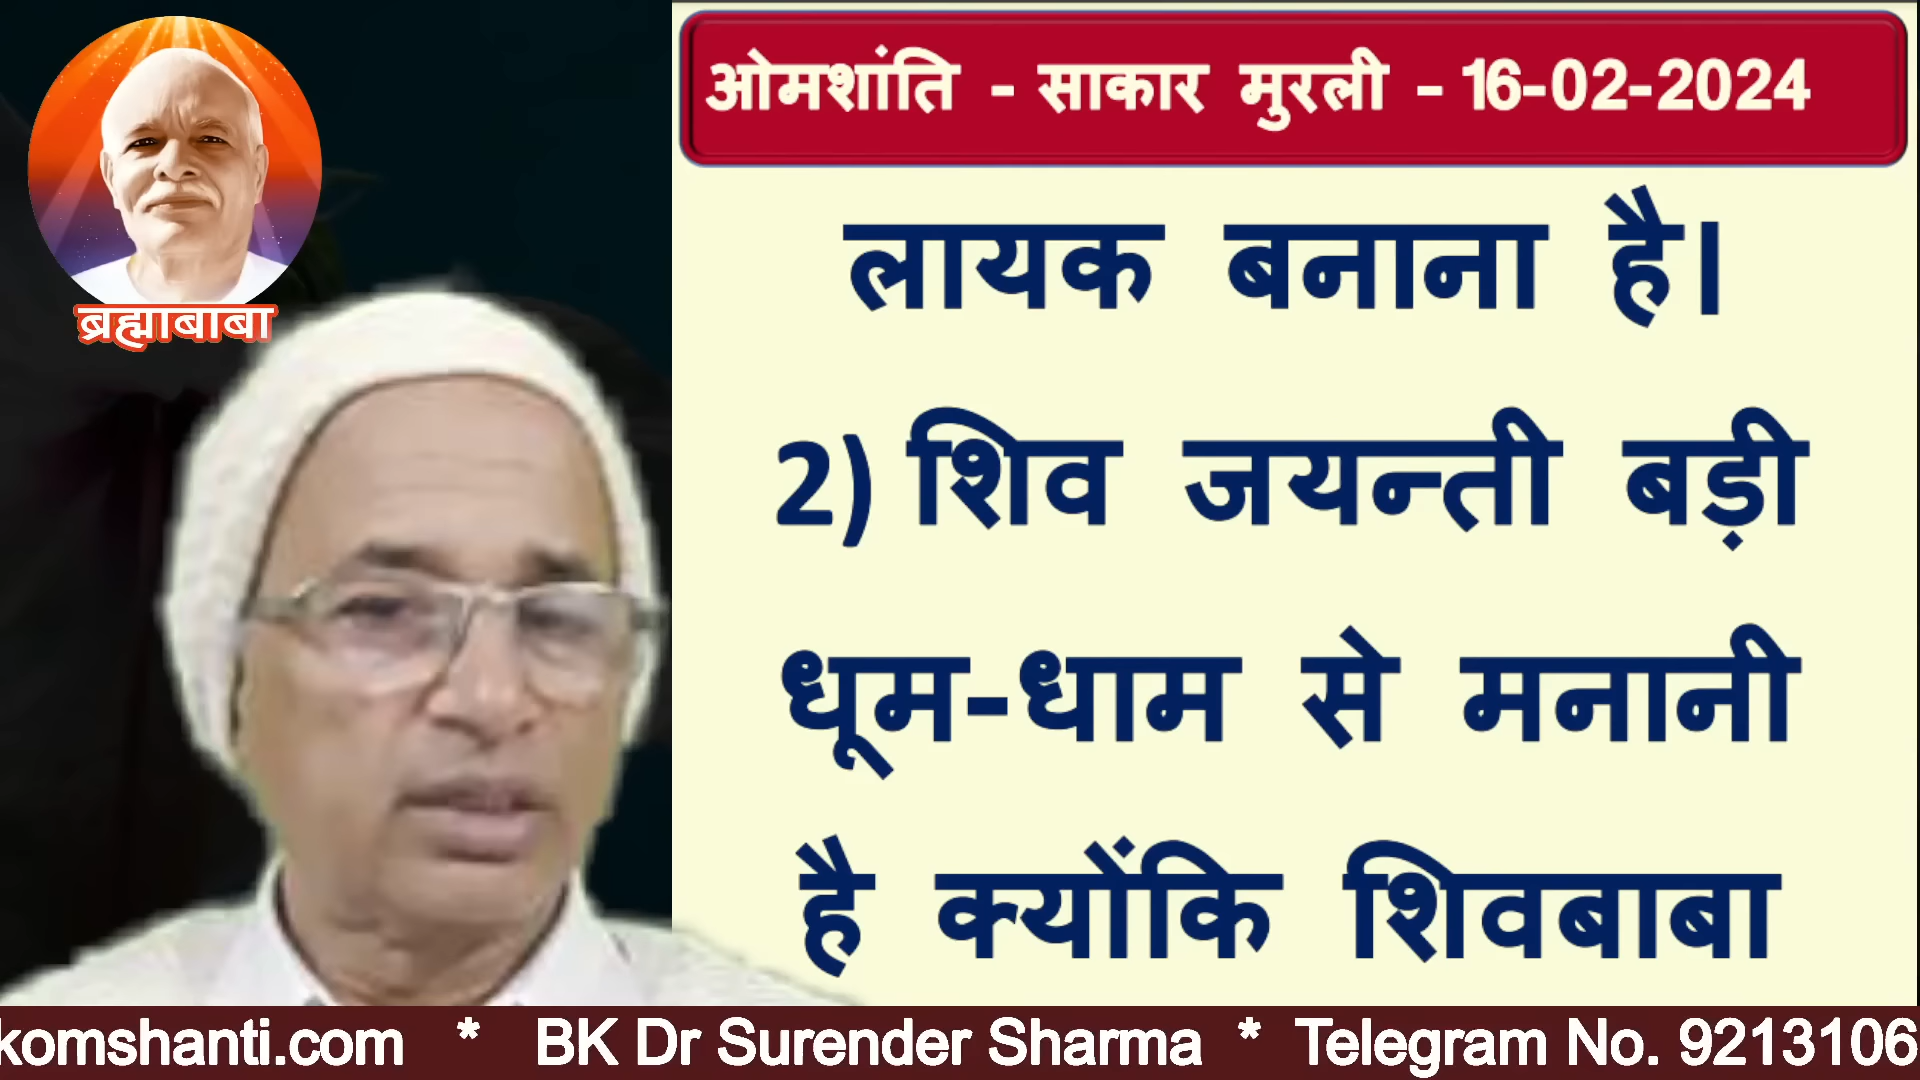 ओमशांति - साकार मुरली - 16-02-2024
ब्रह्माबाबा
लायक बनाना है।
2) शिव जयन्ती बड़ी
धूम-धाम से मनानी
है क्योंकि शिवबाबा
komshanti.com * BK Dr Surender Sharma * Telegram No. 9213106